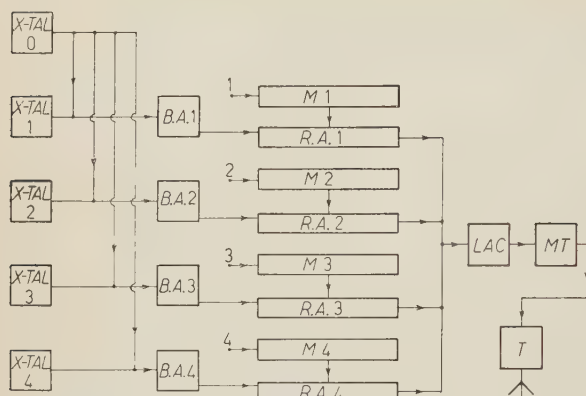 X-TAL
0
X-TAL
1
B.A.1
1
M 1
R.A.1
X-TAL
2
B.A.2
2
M 2
R.A.2
LAC
MT
X-TAL
3
B.A.3
3
M 3
R.A.3
T
X-TAL
4
B.A.4
4
M 4
R.A.4